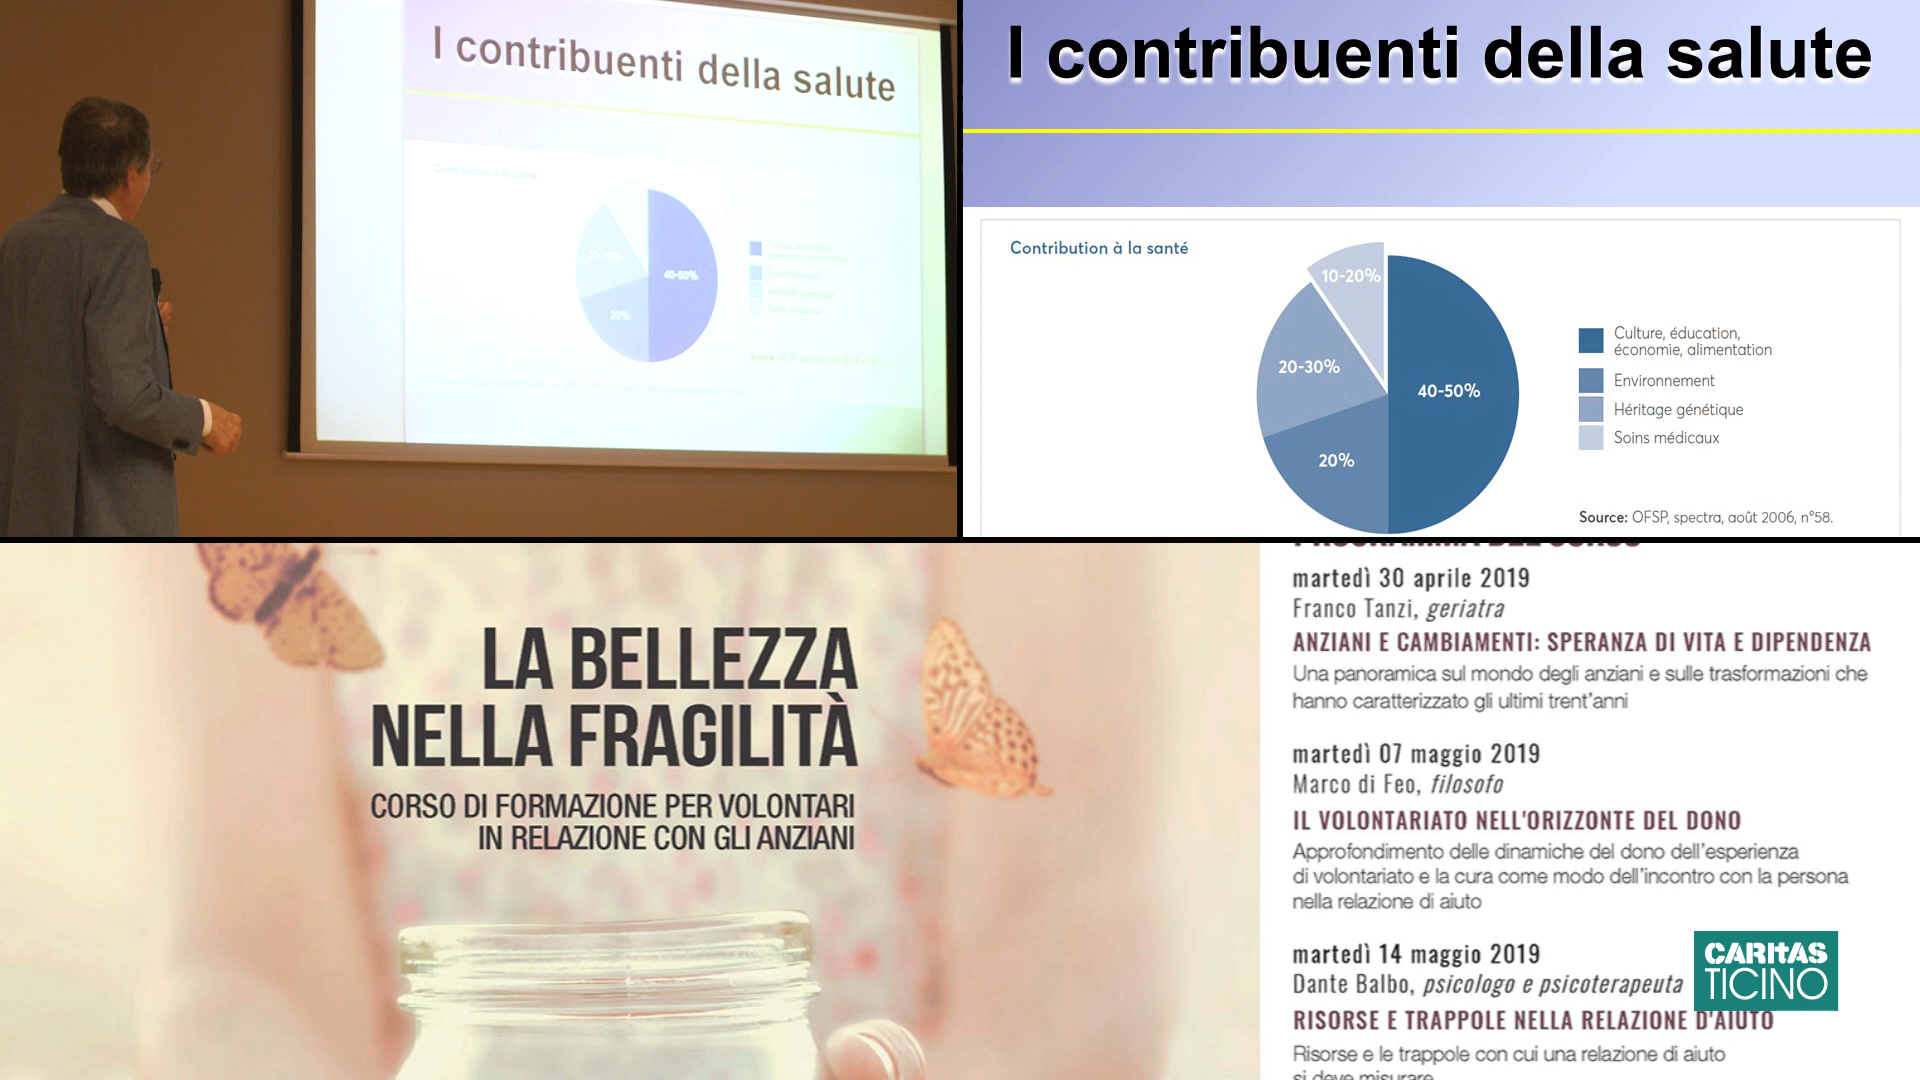 I contribuenti della salute
40-50%
20%
I contribuenti della salute
Contribution à la santé
10-20%
20-30%
40-50%
20%
Culture, éducation,
économie, alimentation
Environnement
Héritage génétique
Soins médicaux
Source: OFSP, spectra, août 2006, n°58.
LA BELLEZZA
NELLA FRAGILITÀ
CORSO DI FORMAZIONE PER VOLONTARI
IN RELAZIONE CON GLI ANZIANI
PROGRAMMA DEL CORSO
martedì 30 aprile 2019
Franco Tanzi, geriatra
ANZIANI E CAMBIAMENTI: SPERANZA DI VITA E DIPENDENZA
Una panoramica sul mondo degli anziani e sulle trasformazioni che
hanno caratterizzato gli ultimi trent'anni
martedì 07 maggio 2019
Marco di Feo, filosofo
IL VOLONTARIATO NELL'ORIZZONTE DEL DONO
Approfondimento delle dinamiche del dono dell'esperienza
di volontariato e la cura come modo dell'incontro con la persona
nella relazione di aiuto
martedì 14 maggio 2019
Dante Balbo, psicologo e psicoterapeuta
RISORSE E TRAPPOLE NELLA RELAZIONE D'AIUTO
Risorse e le trappole con cui una relazione di aiuto
si deve misurare
CARITAS
TICINO